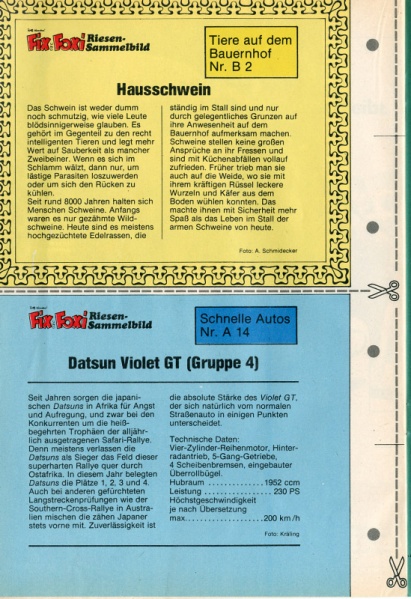 Fix und Foxi Riesen-
Sammelbild
Tiere auf dem
Bauernhof
Nr. B 2
Hausschwein
Das Schwein ist weder dumm
noch schmutzig, wie viele Leute
blödsinnigerweise glauben. Es
gehört im Gegenteil zu den recht
intelligenten Tieren und legt mehr
Wert auf Sauberkeit als mancher
Zweibeiner. Wenn es sich im
Schlamm wälzt, dann nur, um
lästige Parasiten loszuwerden
oder um sich den Rücken zu
kühlen.
Seit rund 8000 Jahren halten sich
Menschen Schweine. Anfangs
waren es nur gezähmte Wild-
schweine. Heute sind es meistens
hochgezüchtete Edelrassen, die
ständig im Stall sind und nur
durch gelegentliches Grunzen auf
ihre Anwesenheit auf dem
Bauernhof aufmerksam machen.
Schweine stellen keine großen
Ansprüche an ihr Fressen und
sind mit Küchenabfällen vollauf
zufrieden. Früher trieb man sie
auch auf die Weide, wo sie mit
ihrem kräftigen Rüssel leckere
Wurzeln und Käfer aus dem
Boden wühlen konnten. Das
machte ihnen mit Sicherheit mehr
Spaß als das Leben im Stall der
armen Schweine von heute.
Foto: A. Schmidecker
Fix und Foxi Riesen-
Sammelbild
Schnelle Autos
Nr. A 14
Datsun Violet GT (Gruppe 4)
Seit Jahren sorgen die japani-
schen Datsuns in Afrika für Angst
und Aufregung, und zwar bei den
Konkurrenten um die heiß-
begehrten Trophäen der alljähr-
lich ausgetragenen Safari-Rallye.
Denn meistens verlassen die
Datsuns als Sieger das Feld dieser
superharten Rallye quer durch
Ostafrika. In diesem Jahr belegten
Datsuns die Plätze 1, 2, 3 und 4.
Auch bei anderen gefürchteten
Langstreckenprüfungen wie der
Southern-Cross-Rallye in Austra-
lien mischen die zähen Japaner
stets vorne mit. Zuverlässigkeit ist
die absolute Stärke des Violet GT,
der sich natürlich vom normalen
Straßenauto in einigen Punkten
unterscheidet.
Technische Daten:
Vier-Zylinder-Reihenmotor, Hinter-
radantrieb, 5-Gang-Getriebe,
4 Scheibenbremsen, eingebauter
Überrollbügel.
Hubraum ............1952 ccm
Leistung ............... 230 PS
Höchstgeschwindigkeit
je nach Übersetzung
max.................200 km/h
Foto: Kräling